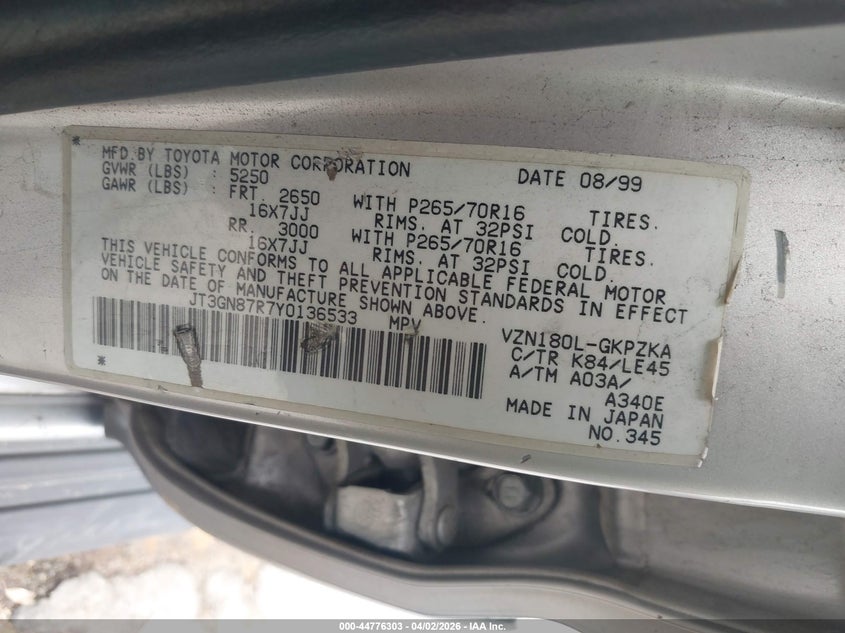 MFD.BY TOYOTA MOTOR CORPORATION DATE 08/99
GVWR (LBS) : 5250
GAWR (LBS) : FRT. 2650 WITH P265/70R16 TIRES.
16X7JJ RIMS. AT 32PSI COLD.
RR. 3000 WITH P265/70R16 TIRES.
16X7JJ RIMS. AT 32PSI COLD.
THIS VEHICLE CONFORMS TO ALL APPLICABLE FEDERAL MOTOR
VEHICLE SAFETY AND THEFT PREVENTION STANDARDS IN EFFECT
ON THE DATE OF MANUFACTURE SHOWN ABOVE.
JT3GN87R7Y0136533 MPV
VZN180L-GKPZKA
C/TR K84/LE45
A/TM A03A/
A340E
MADE IN JAPAN
NO.345
000-44776303 - 04/02/2026 - IAA Inc.